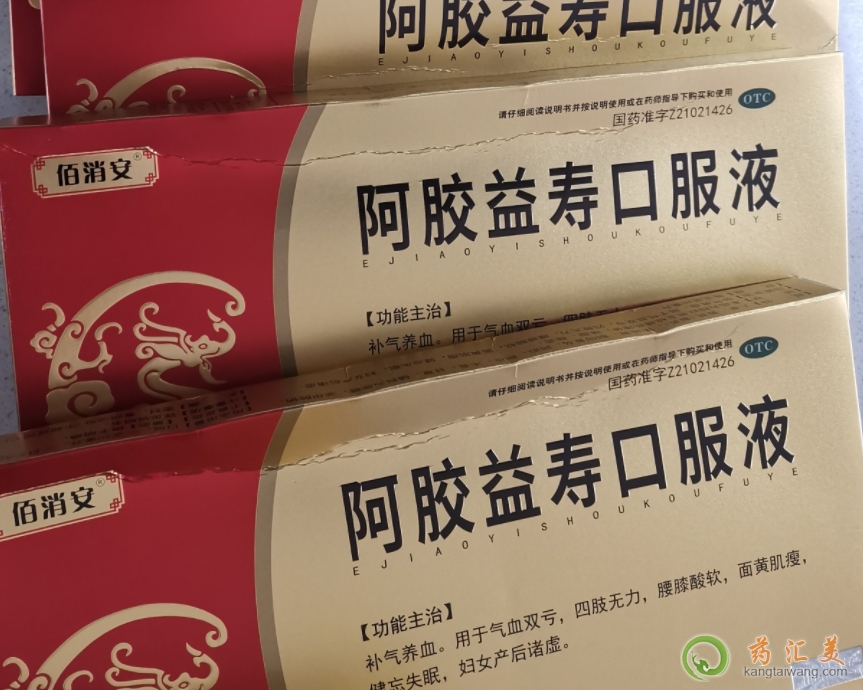 阿胶益寿口服液
EJIAOYISHOUKOUFUYE
请仔细阅读说明书并按说明使用或在药师指导下购买和使用
OTC
国药准字Z21021426
佰消安®
阿胶益寿口服液
EJIAOYISHOUKOUFUYE
【功能主治】
补气养血。用于气血双亏
请仔细阅读说明书并按说明使用或在药师指导下购买和使用
OTC
国药准字Z21021426
佰消安®
阿胶益寿口服液
EJIAOYISHOUKOUFUYE
【功能主治】
补气养血。用于气血双亏，四肢无力，腰膝酸软，面黄肌瘦，
健忘失眠，妇女产后诸虚。
药汇美
kangtaiwang.com